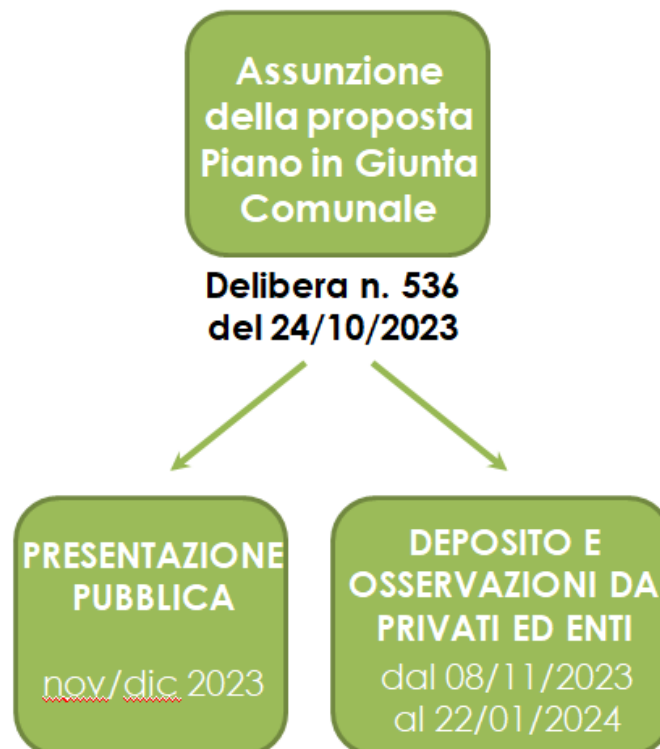 Assunzione
della proposta
Piano in Giunta
Comunale
Delibera n. 536
del 24/10/2023
PRESENTAZIONE
PUBBLICA
nov/dic 2023
DEPOSITO E
OSSERVAZIONI DA
PRIVATI ED ENTI
dal 08/11/2023
al 22/01/2024